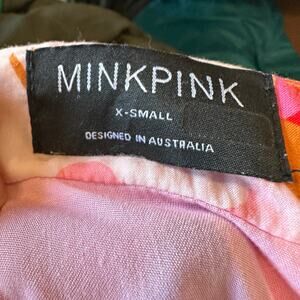 MINKPINK
X-SMALL
DESIGNED IN AUSTRALIA